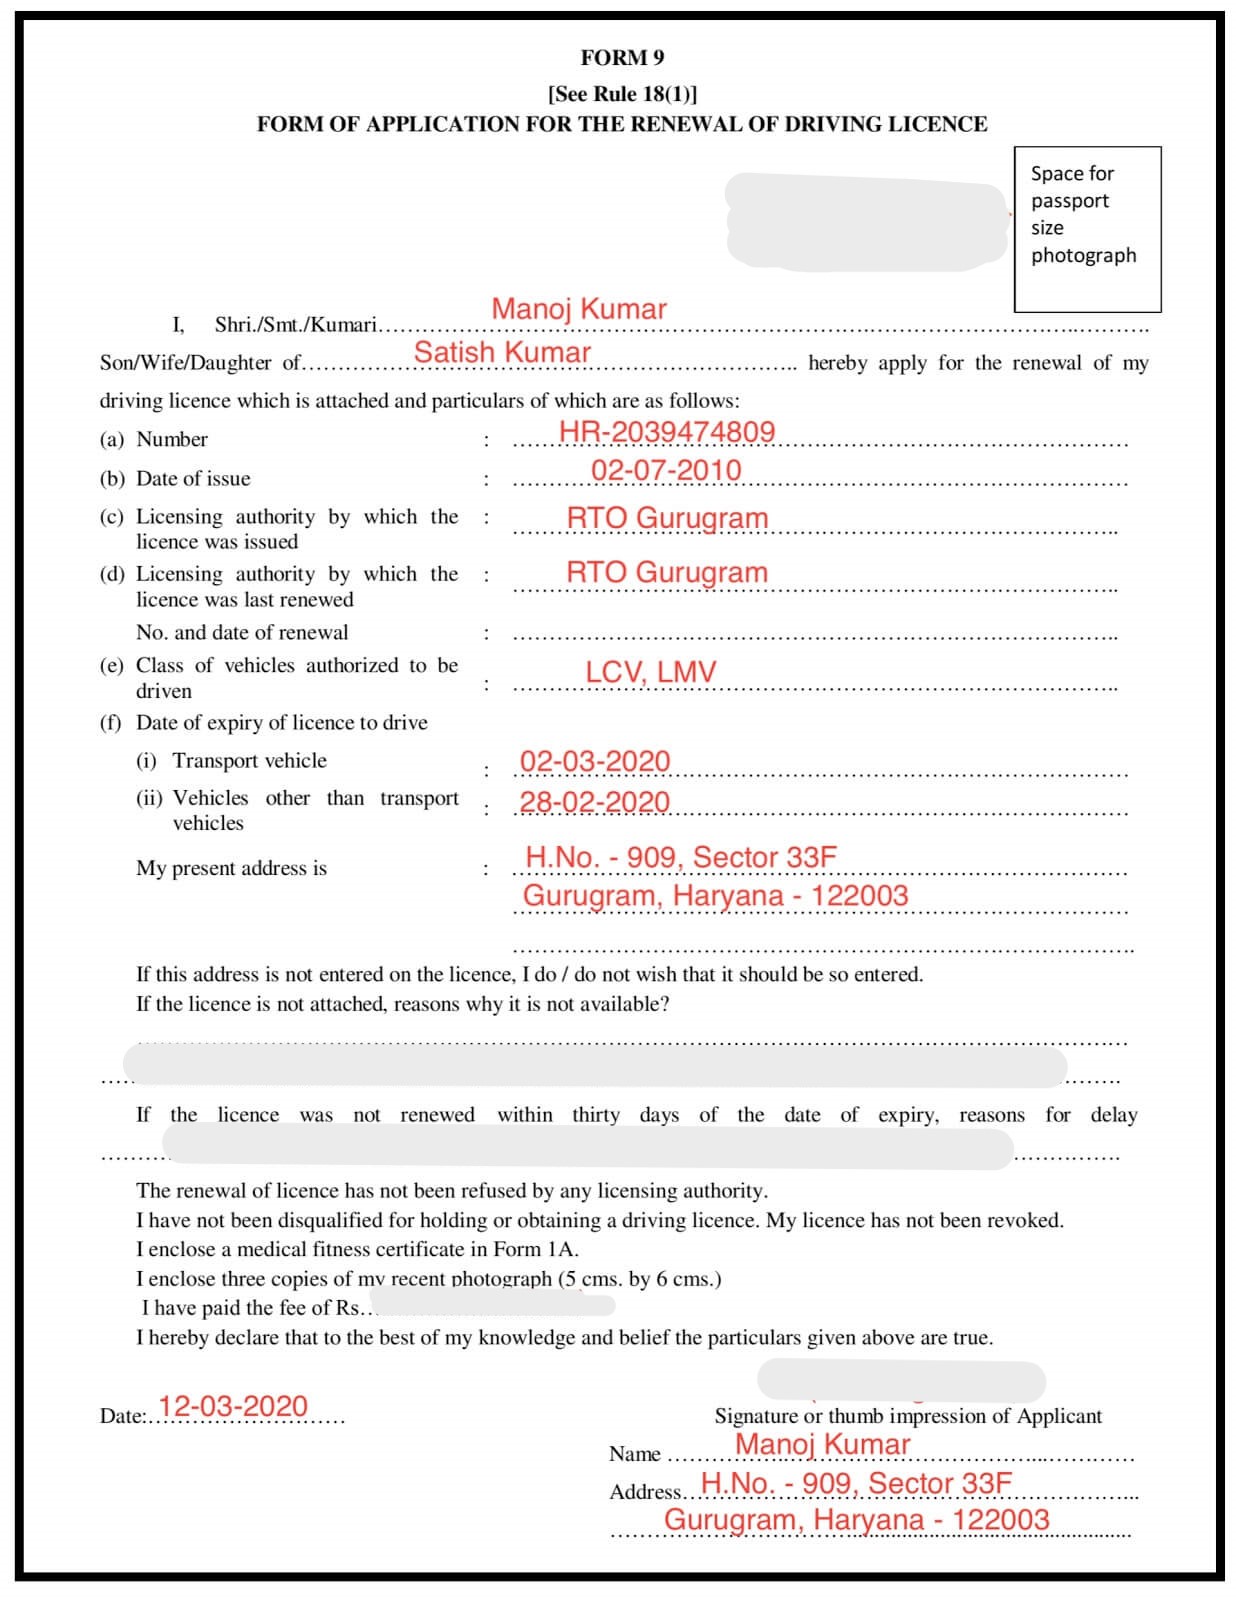 FORM 9
[See Rule 18(1)]
FORM OF APPLICATION FOR THE RENEWAL OF DRIVING LICENCE
Space for
passport
size
photograph
I, Shri./Smt./Kumari Manoj Kumar
Son/Wife/Daughter of Satish Kumar hereby apply for the renewal of my
driving licence which is attached and particulars of which are as follows:
(a) Number : HR-2039474809
(b) Date of issue : 02-07-2010
(c) Licensing authority by which the : RTO Gurugram
licence was issued
(d) Licensing authority by which the : RTO Gurugram
licence was last renewed
No. and date of renewal :
(e) Class of vehicles authorized to be
driven : LCV, LMV
(f) Date of expiry of licence to drive
(i) Transport vehicle : 02-03-2020
(ii) Vehicles other than transport : 28-02-2020
vehicles
My present address is : H.No. - 909, Sector 33F
Gurugram, Haryana - 122003
If this address is not entered on the licence, I do / do not wish that it should be so entered.
If the licence is not attached, reasons why it is not available?
If the licence was not renewed within thirty days of the date of expiry, reasons for delay
The renewal of licence has not been refused by any licensing authority.
I have not been disqualified for holding or obtaining a driving licence. My licence has not been revoked.
I enclose a medical fitness certificate in Form 1A.
I enclose three copies of my recent photograph (5 cms. by 6 cms.)
I have paid the fee of Rs..
I hereby declare that to the best of my knowledge and belief the particulars given above are true.
Date: 12-03-2020
Signature or thumb impression of Applicant
Name Manoj Kumar
Address H.No. - 909, Sector 33F
Gurugram, Haryana - 122003